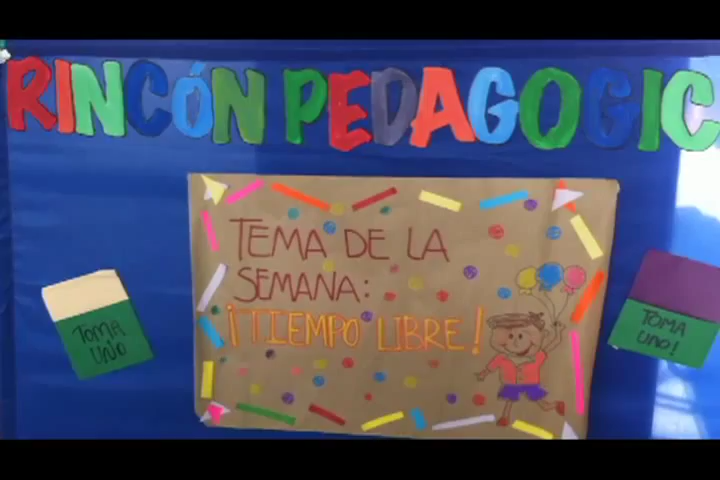 RINCÓN PEDAGOGIC
TEMA DE LA
SEMANA:
¡TIEMPO LIBRE!
TOMA
UNO
TOMA
UNO!